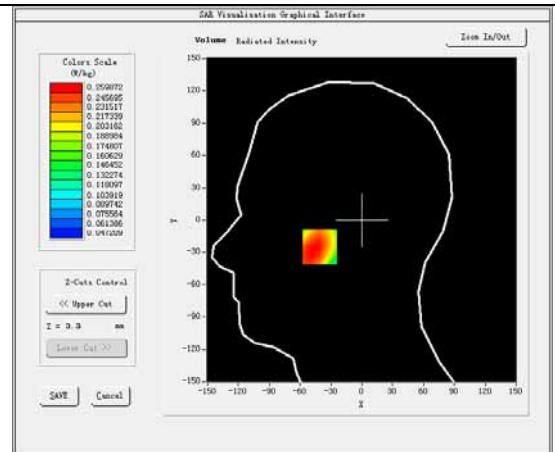 SAR Visualisation Graphical Interface
Volume Radiated Intensity
Zoom In/Out
Colors Scale
(W/kg)
0.259872
0.245695
0.231517
0.217339
0.203162
0.188984
0.174807
0.160629
0.146452
0.132274
0.118097
0.103919
0.089742
0.075564
0.061386
0.047209
Z-Cuts Control
<< Upper Cut
Z = 3.3 mm
Lower Cut >>
SAVE
Cancel
150
120
90
60
30
0
-30
-60
-90
-120
-150
Y
-150 -120 -90 -60 -30 0 30 60 90 120 150
X